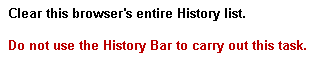 Clear this browser's entire History list.
Do not use the History Bar to carry out this task.